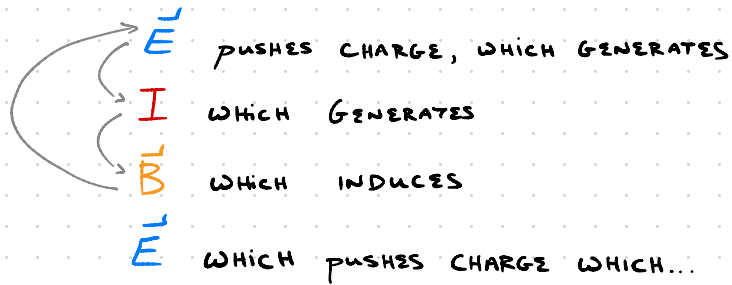 E⃗ PUSHES CHARGE, WHICH GENERATES
I WHICH GENERATES
B⃗ WHICH INDUCES
E⃗ WHICH PUSHES CHARGE WHICH...